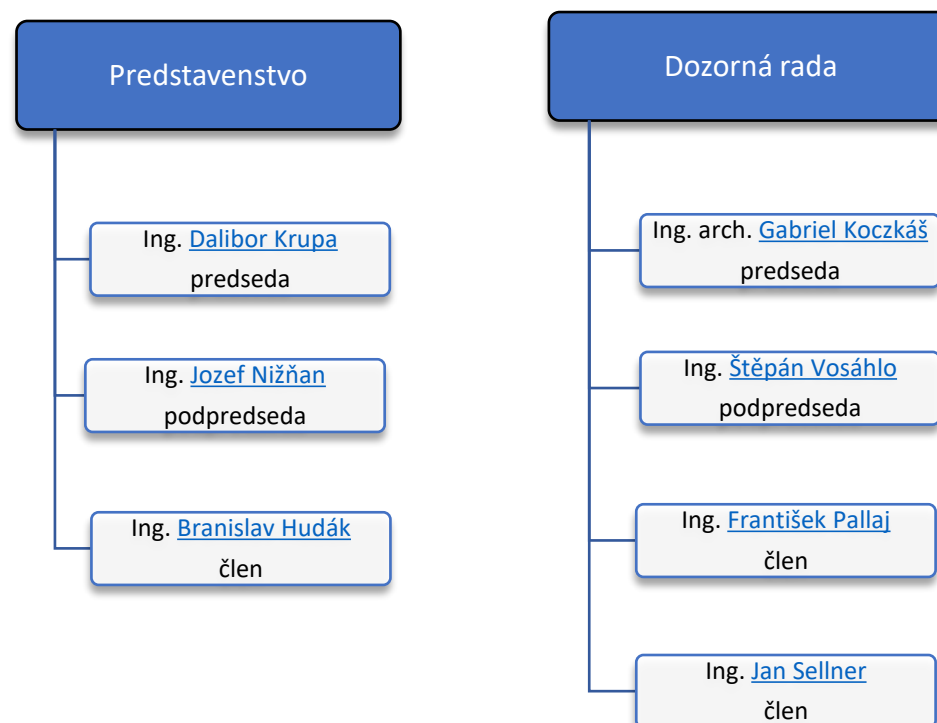 Predstavenstvo
Ing. Dalibor Krupa
predseda
Ing. Jozef Nižňan
podpredseda
Ing. Branislav Hudák
člen
Dozorná rada
Ing. arch. Gabriel Koczkáš
predseda
Ing. Štěpán Vosáhlo
podpredseda
Ing. František Pallaj
člen
Ing. Jan Sellner
člen